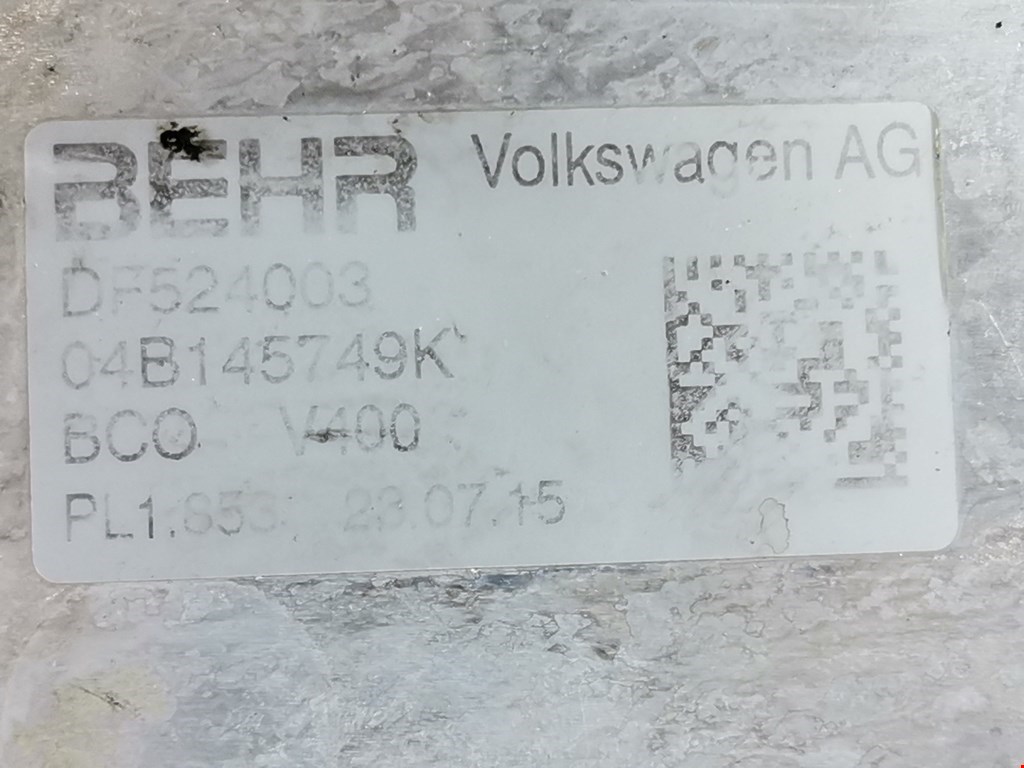 BEHR Volkswagen AG
DF524003
04B145749K
BCO V400
PL1.853 23.07.15